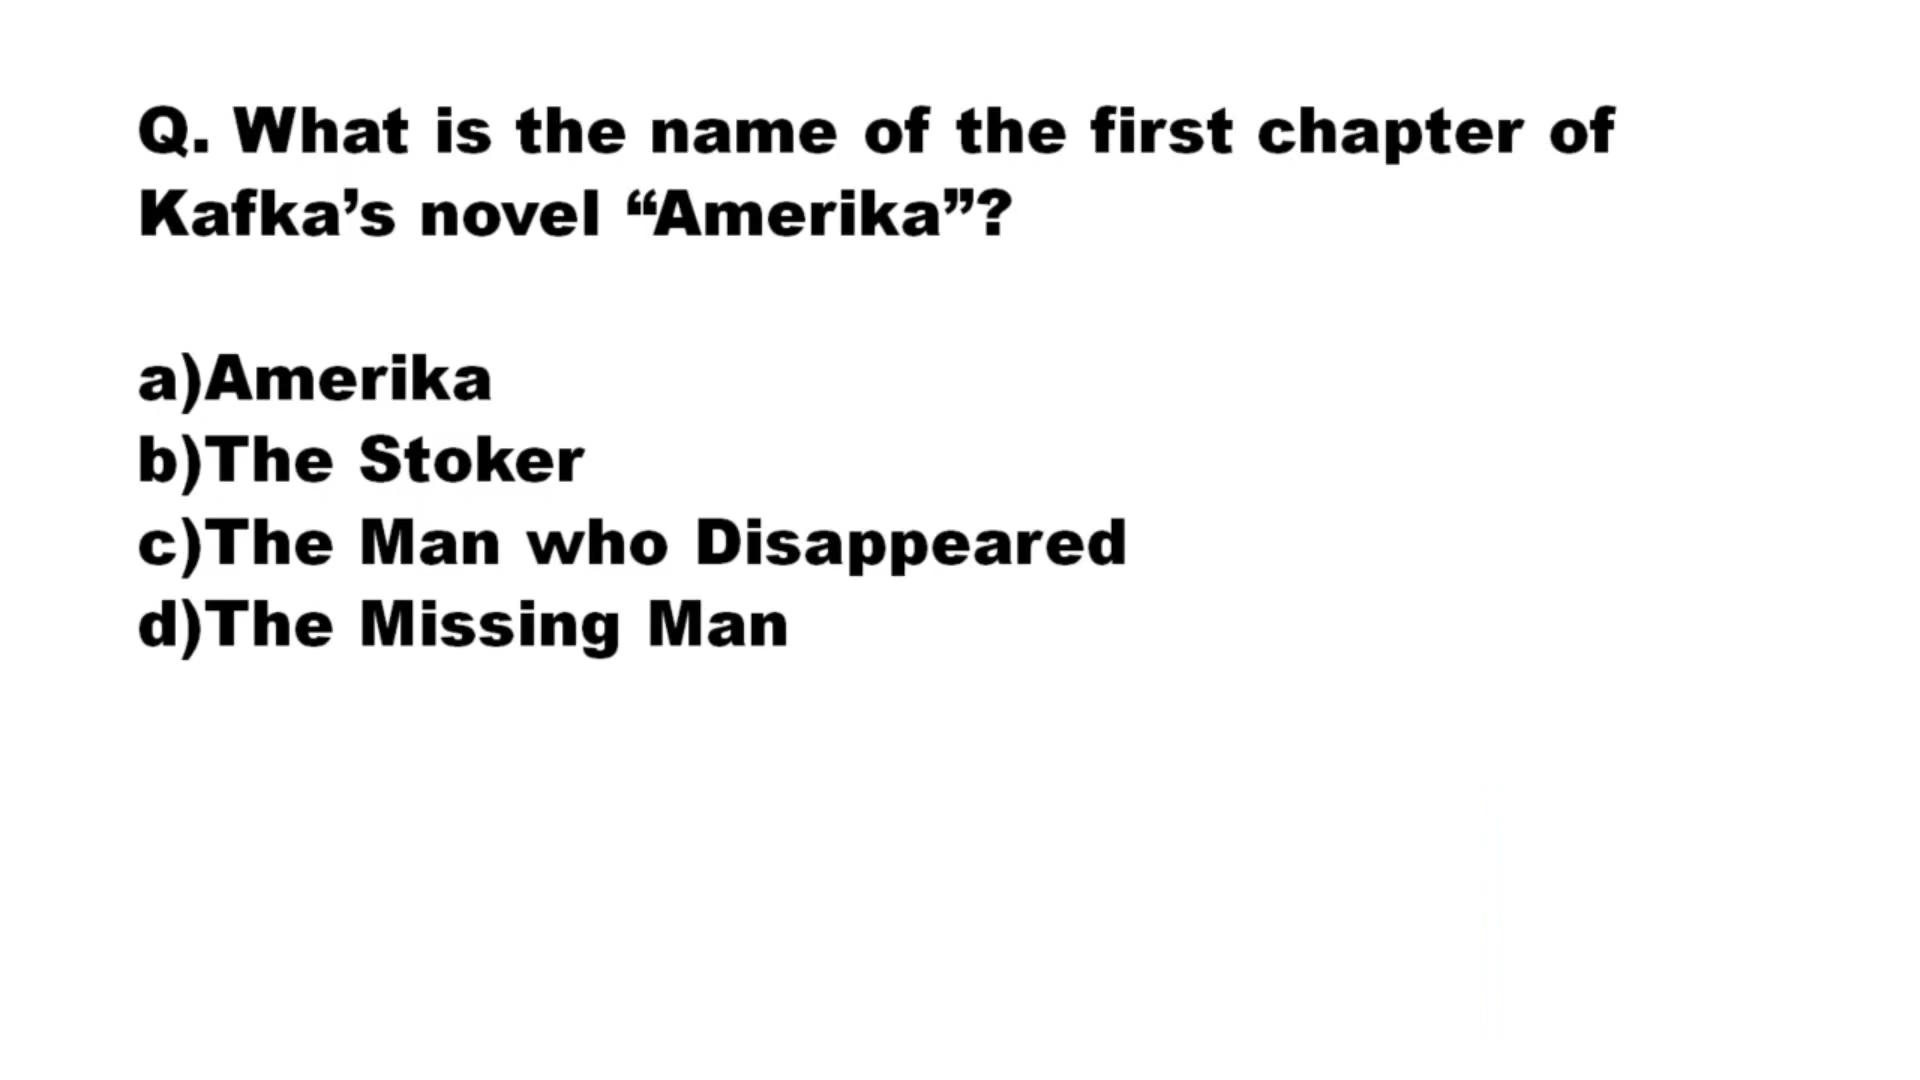 Q. What is the name of the first chapter of
Kafka’s novel “Amerika”?
a)Amerika
b)The Stoker
c)The Man who Disappeared
d)The Missing Man